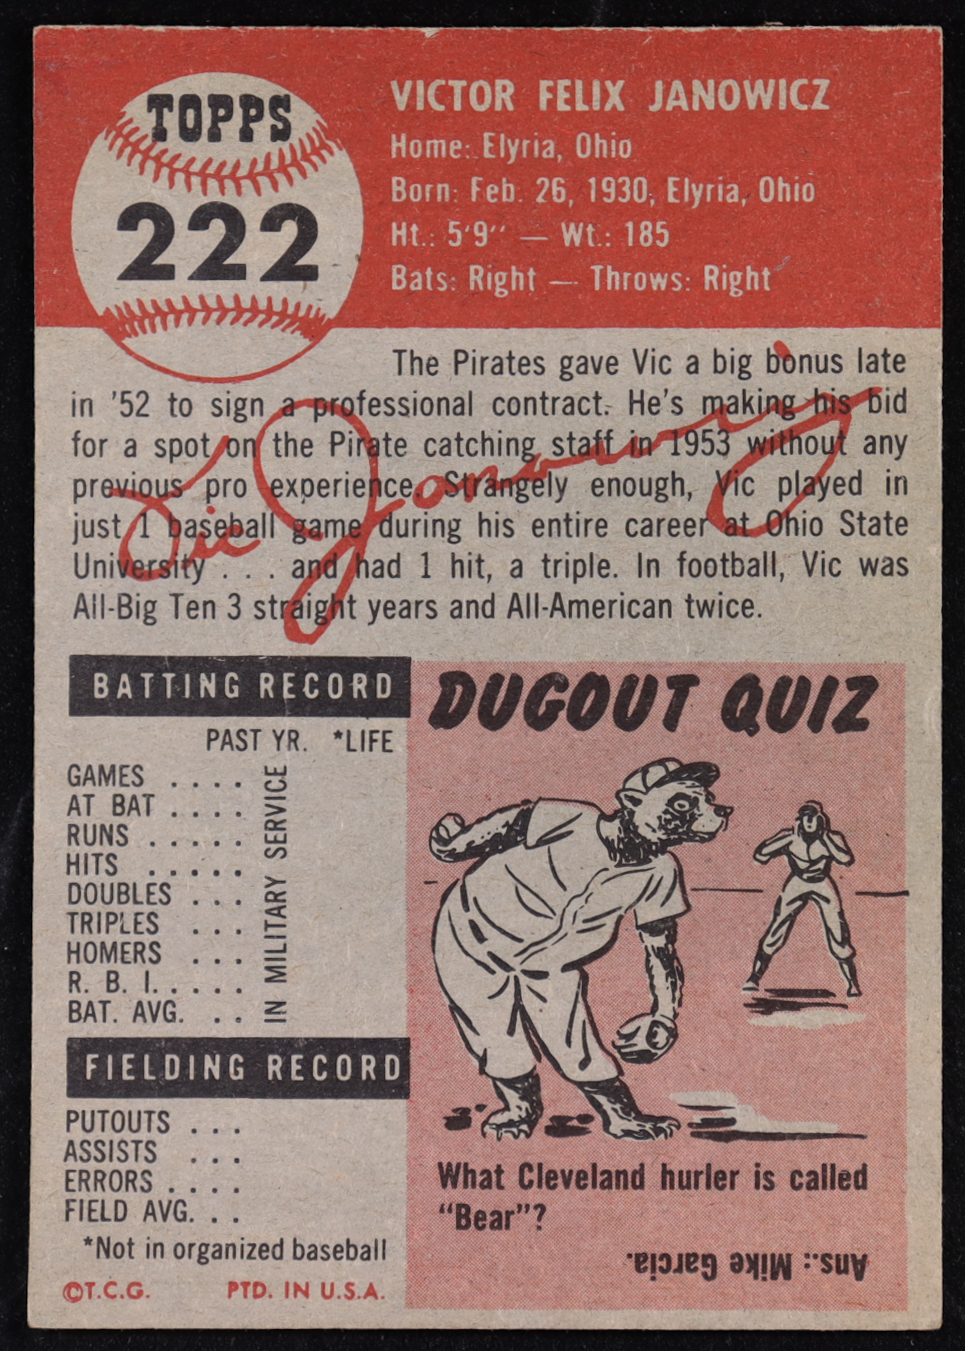 TOPPS
222
VICTOR FELIX JANOWICZ
Home: Elyria, Ohio
Born: Feb. 26, 1930, Elyria, Ohio
Ht.: 5'9'' — Wt.: 185
Bats: Right — Throws: Right
The Pirates gave Vic a big bonus late
in '52 to sign a professional contract. He's making his bid
for a spot on the Pirate catching staff in 1953 without any
previous pro experience. Strangely enough, Vic played in
just 1 baseball game during his entire career at Ohio State
University . . . and had 1 hit, a triple. In football, Vic was
All-Big Ten 3 straight years and All-American twice.
Vic Janowicz
BATTING RECORD
PAST YR. *LIFE
GAMES . . . .
AT BAT . . . .
RUNS . . . . .
HITS . . . . .
DOUBLES . . .
TRIPLES . . .
HOMERS . . .
R. B. I. . . . .
BAT. AVG. . .
IN MILITARY SERVICE
FIELDING RECORD
PUTOUTS . . .
ASSISTS . . .
ERRORS . . . .
FIELD AVG. . .
*Not in organized baseball
©T.C.G. PTD. IN U.S.A.
DUGOUT QUIZ
What Cleveland hurler is called
"Bear"?
Ans.: Mike Garcia.